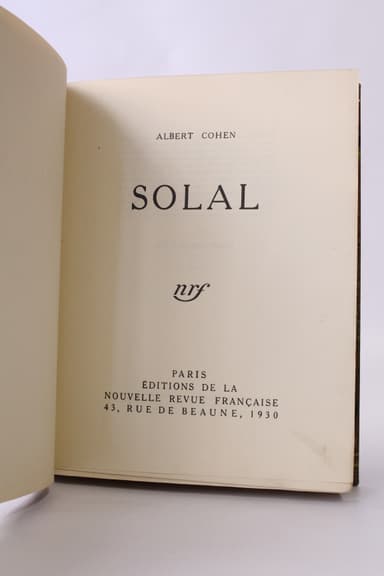 ALBERT COHEN
SOLAL
nrf
PARIS
ÉDITIONS DE LA
NOUVELLE REVUE FRANÇAISE
43, RUE DE BEAUNE, 1930